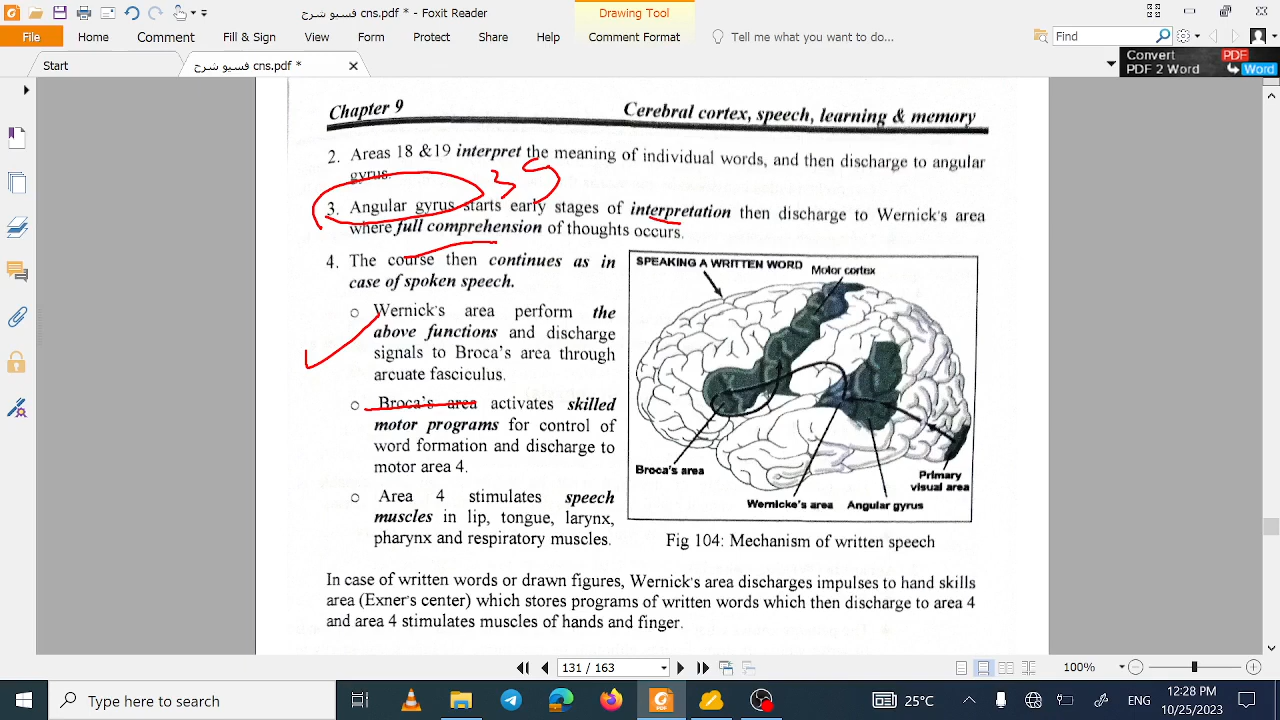 فسيو شرح cns.pdf * - Foxit Reader
Drawing Tool
File Home Comment View Form Protect Share Help Comment Format
Tell me what you want to do...
Find
Start
فسيو شرح cns.pdf *
Convert PDF
PDF 2 Word Word
Chapter 9 Cerebral cortex, speech, learning & memory
2. Areas 18 &19 interpret the meaning of individual words, and then discharge to angular
gyrus.
39
3. Angular gyrus starts early stages of interpretation then discharge to Wernick's area
where full comprehension of thoughts occurs.
4. The course then continues as in
case of spoken speech.
o Wernick's area perform the
above functions and discharge
signals to Broca's area through
arcuate fasciculus.
o Broca's area activates skilled
motor programs for control of
word formation and discharge to
motor area 4.
o Area 4 stimulates speech
muscles in lip, tongue, larynx,
pharynx and respiratory muscles.
SPEAKING A WRITTEN WORD
Motor cortex
Broca's area
Primary
visual area
Wernicke's area Angular gyrus
Fig 104: Mechanism of written speech
In case of written words or drawn figures, Wernick's area discharges impulses to hand skills
area (Exner's center) which stores programs of written words which then discharge to area 4
and area 4 stimulates muscles of hands and finger.
131 / 163
100%
Type here to search
25°C
ENG
12:28 PM
10/25/2023